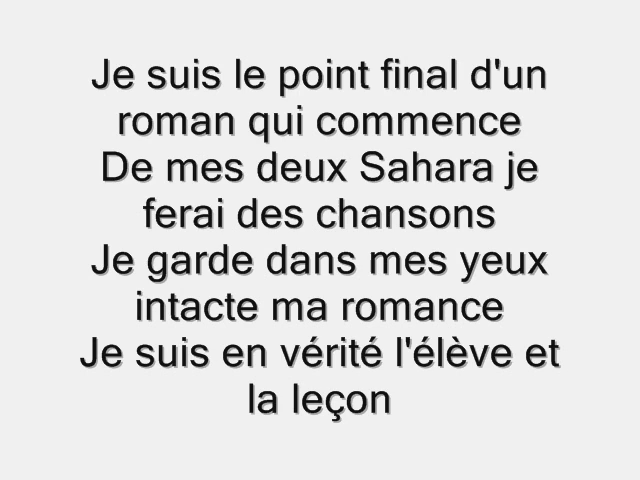 Je suis le point final d'un
roman qui commence
De mes deux Sahara je
ferai des chansons
Je garde dans mes yeux
intacte ma romance
Je suis en vérité l'élève et
la leçon